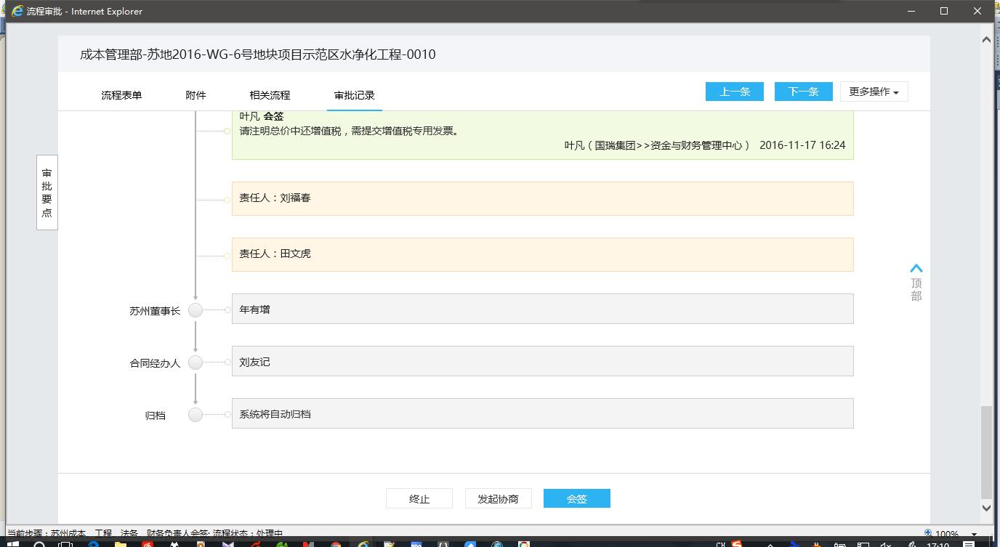 流程审批 - Internet Explorer
成本管理部-苏地2016-WG-6号地块项目示范区水净化工程-0010
流程表单 附件 相关流程 审批记录 上一条 下一条 更多操作
叶凡 会签
请注明总价中还增值税，需提交增值税专用发票。
叶凡（国瑞集团>>资金与财务管理中心） 2016-11-17 16:24
审批要点
责任人：刘福春
责任人：田文虎
顶部
苏州董事长 年有增
合同经办人 刘友记
归档 系统将自动归档
终止 发起协商 会签
当前步骤：苏州成本、工程、法务、财务负责人会签; 流程状态：处理中
100%
CH 17:10